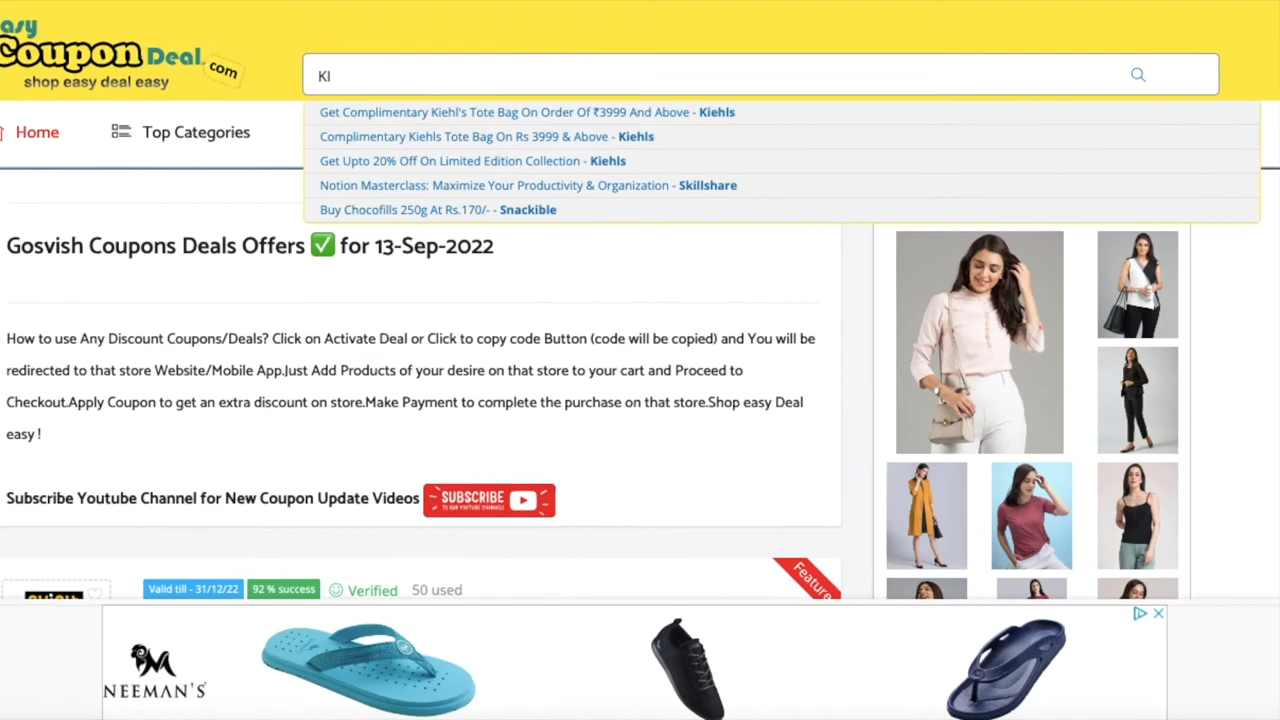 asy
Coupon Deal.com
shop easy deal easy
KI
Get Complimentary Kiehl's Tote Bag On Order Of ₹3999 And Above - Kiehls
Complimentary Kiehls Tote Bag On Rs 3999 & Above - Kiehls
Get Upto 20% Off On Limited Edition Collection - Kiehls
Notion Masterclass: Maximize Your Productivity & Organization - Skillshare
Buy Chocofills 250g At Rs.170/- - Snackible
Home
Top Categories
Gosvish Coupons Deals Offers ✅ for 13-Sep-2022
How to use Any Discount Coupons/Deals? Click on Activate Deal or Click to copy code Button (code will be copied) and You will be
redirected to that store Website/Mobile App.Just Add Products of your desire on that store to your cart and Proceed to
Checkout.Apply Coupon to get an extra discount on store.Make Payment to complete the purchase on that store.Shop easy Deal
easy !
Subscribe Youtube Channel for New Coupon Update Videos
SUBSCRIBE
TO OUR YOUTUBE CHANNEL
Valid till - 31/12/22
92 % success
Verified
50 used
Feature
NEEMAN'S